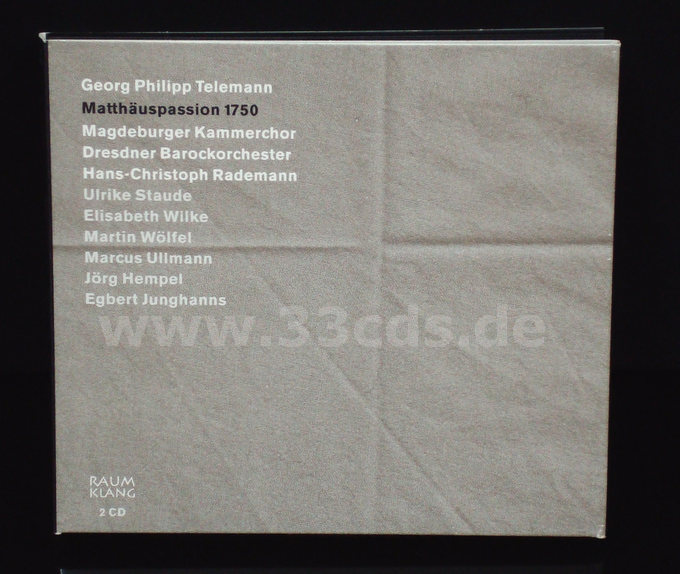 Georg Philipp Telemann
Matthäuspassion 1750
Magdeburger Kammerchor
Dresdner Barockorchester
Hans-Christoph Rademann
Ulrike Staude
Elisabeth Wilke
Martin Wölfel
Marcus Ullmann
Jörg Hempel
Egbert Junghanns
www.33cds.de
RAUM
KLANG
2 CD